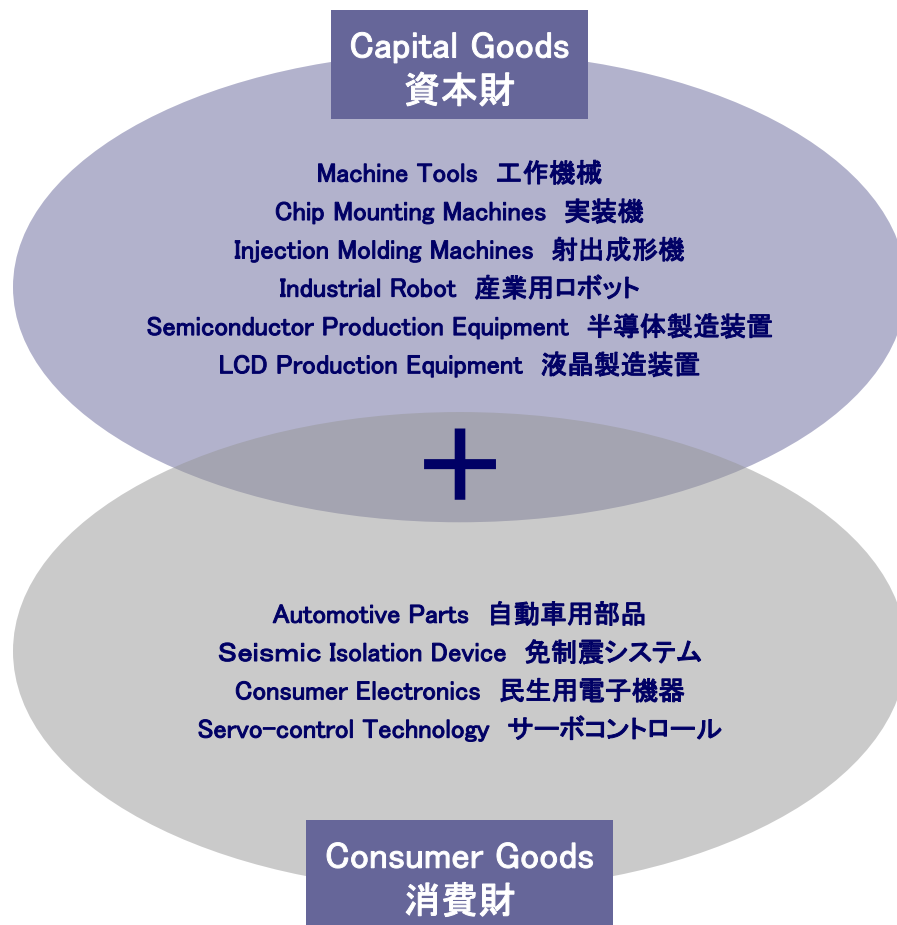 Capital Goods
資本財
Machine Tools 工作機械
Chip Mounting Machines 実装機
Injection Molding Machines 射出成形機
Industrial Robot 産業用ロボット
Semiconductor Production Equipment 半導体製造装置
LCD Production Equipment 液晶製造装置
+
Automotive Parts 自動車用部品
Seismic Isolation Device 免制震システム
Consumer Electronics 民生用電子機器
Servo-control Technology サーボコントロール
Consumer Goods
消費財